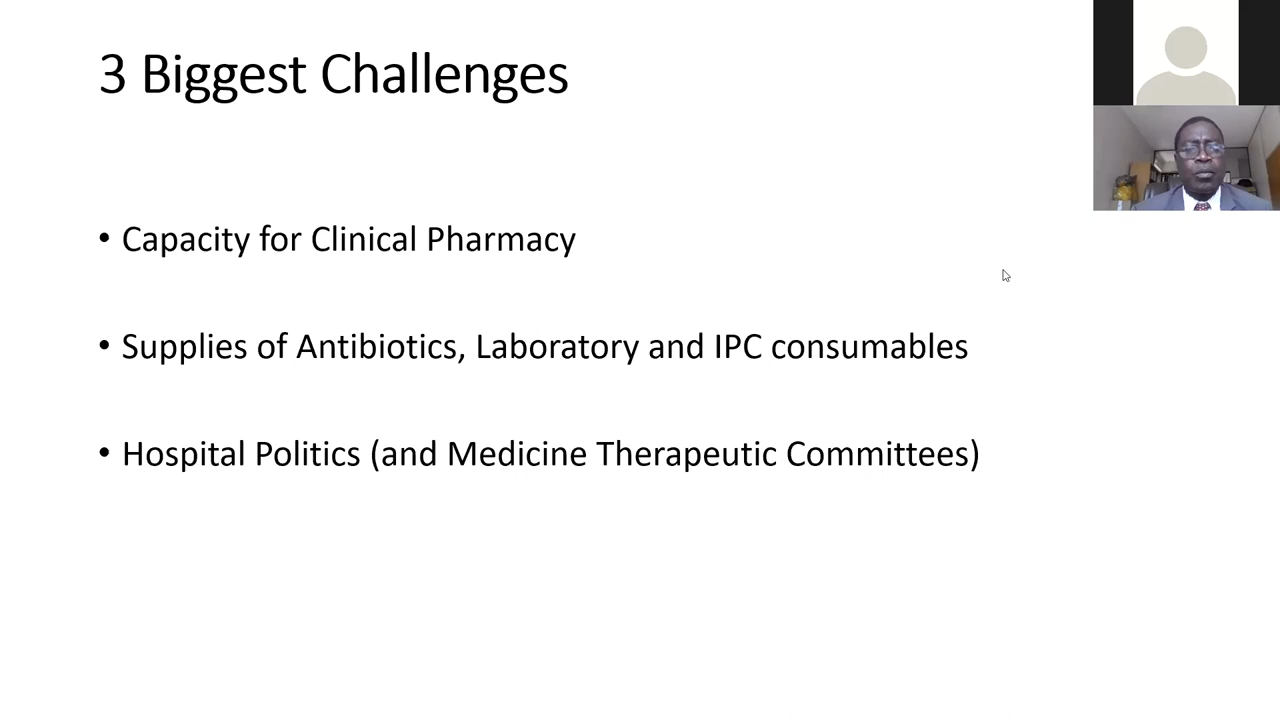 3 Biggest Challenges
• Capacity for Clinical Pharmacy
• Supplies of Antibiotics, Laboratory and IPC consumables
• Hospital Politics (and Medicine Therapeutic Committees)